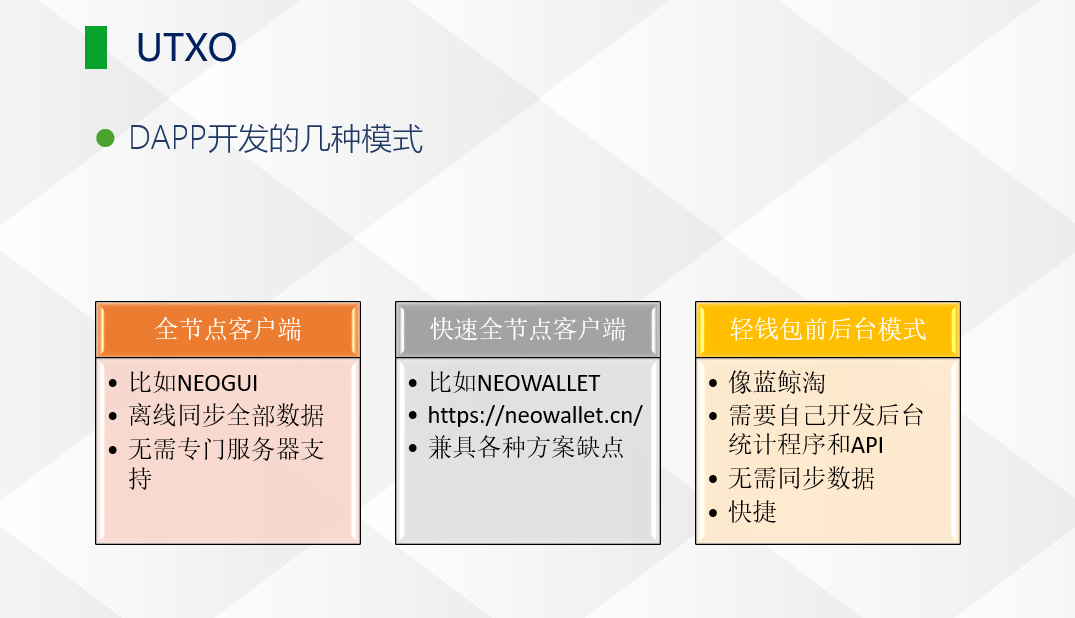 UTXO
DAPP开发的几种模式
全节点客户端
比如NEOGUI
离线同步全部数据
无需专门服务器支
持
快速全节点客户端
比如NEOWALLET
https://neowallet.cn/
兼具各种方案缺点
轻钱包前后台模式
像蓝鲸淘
需要自己开发后台
统计程序和API
无需同步数据
快捷